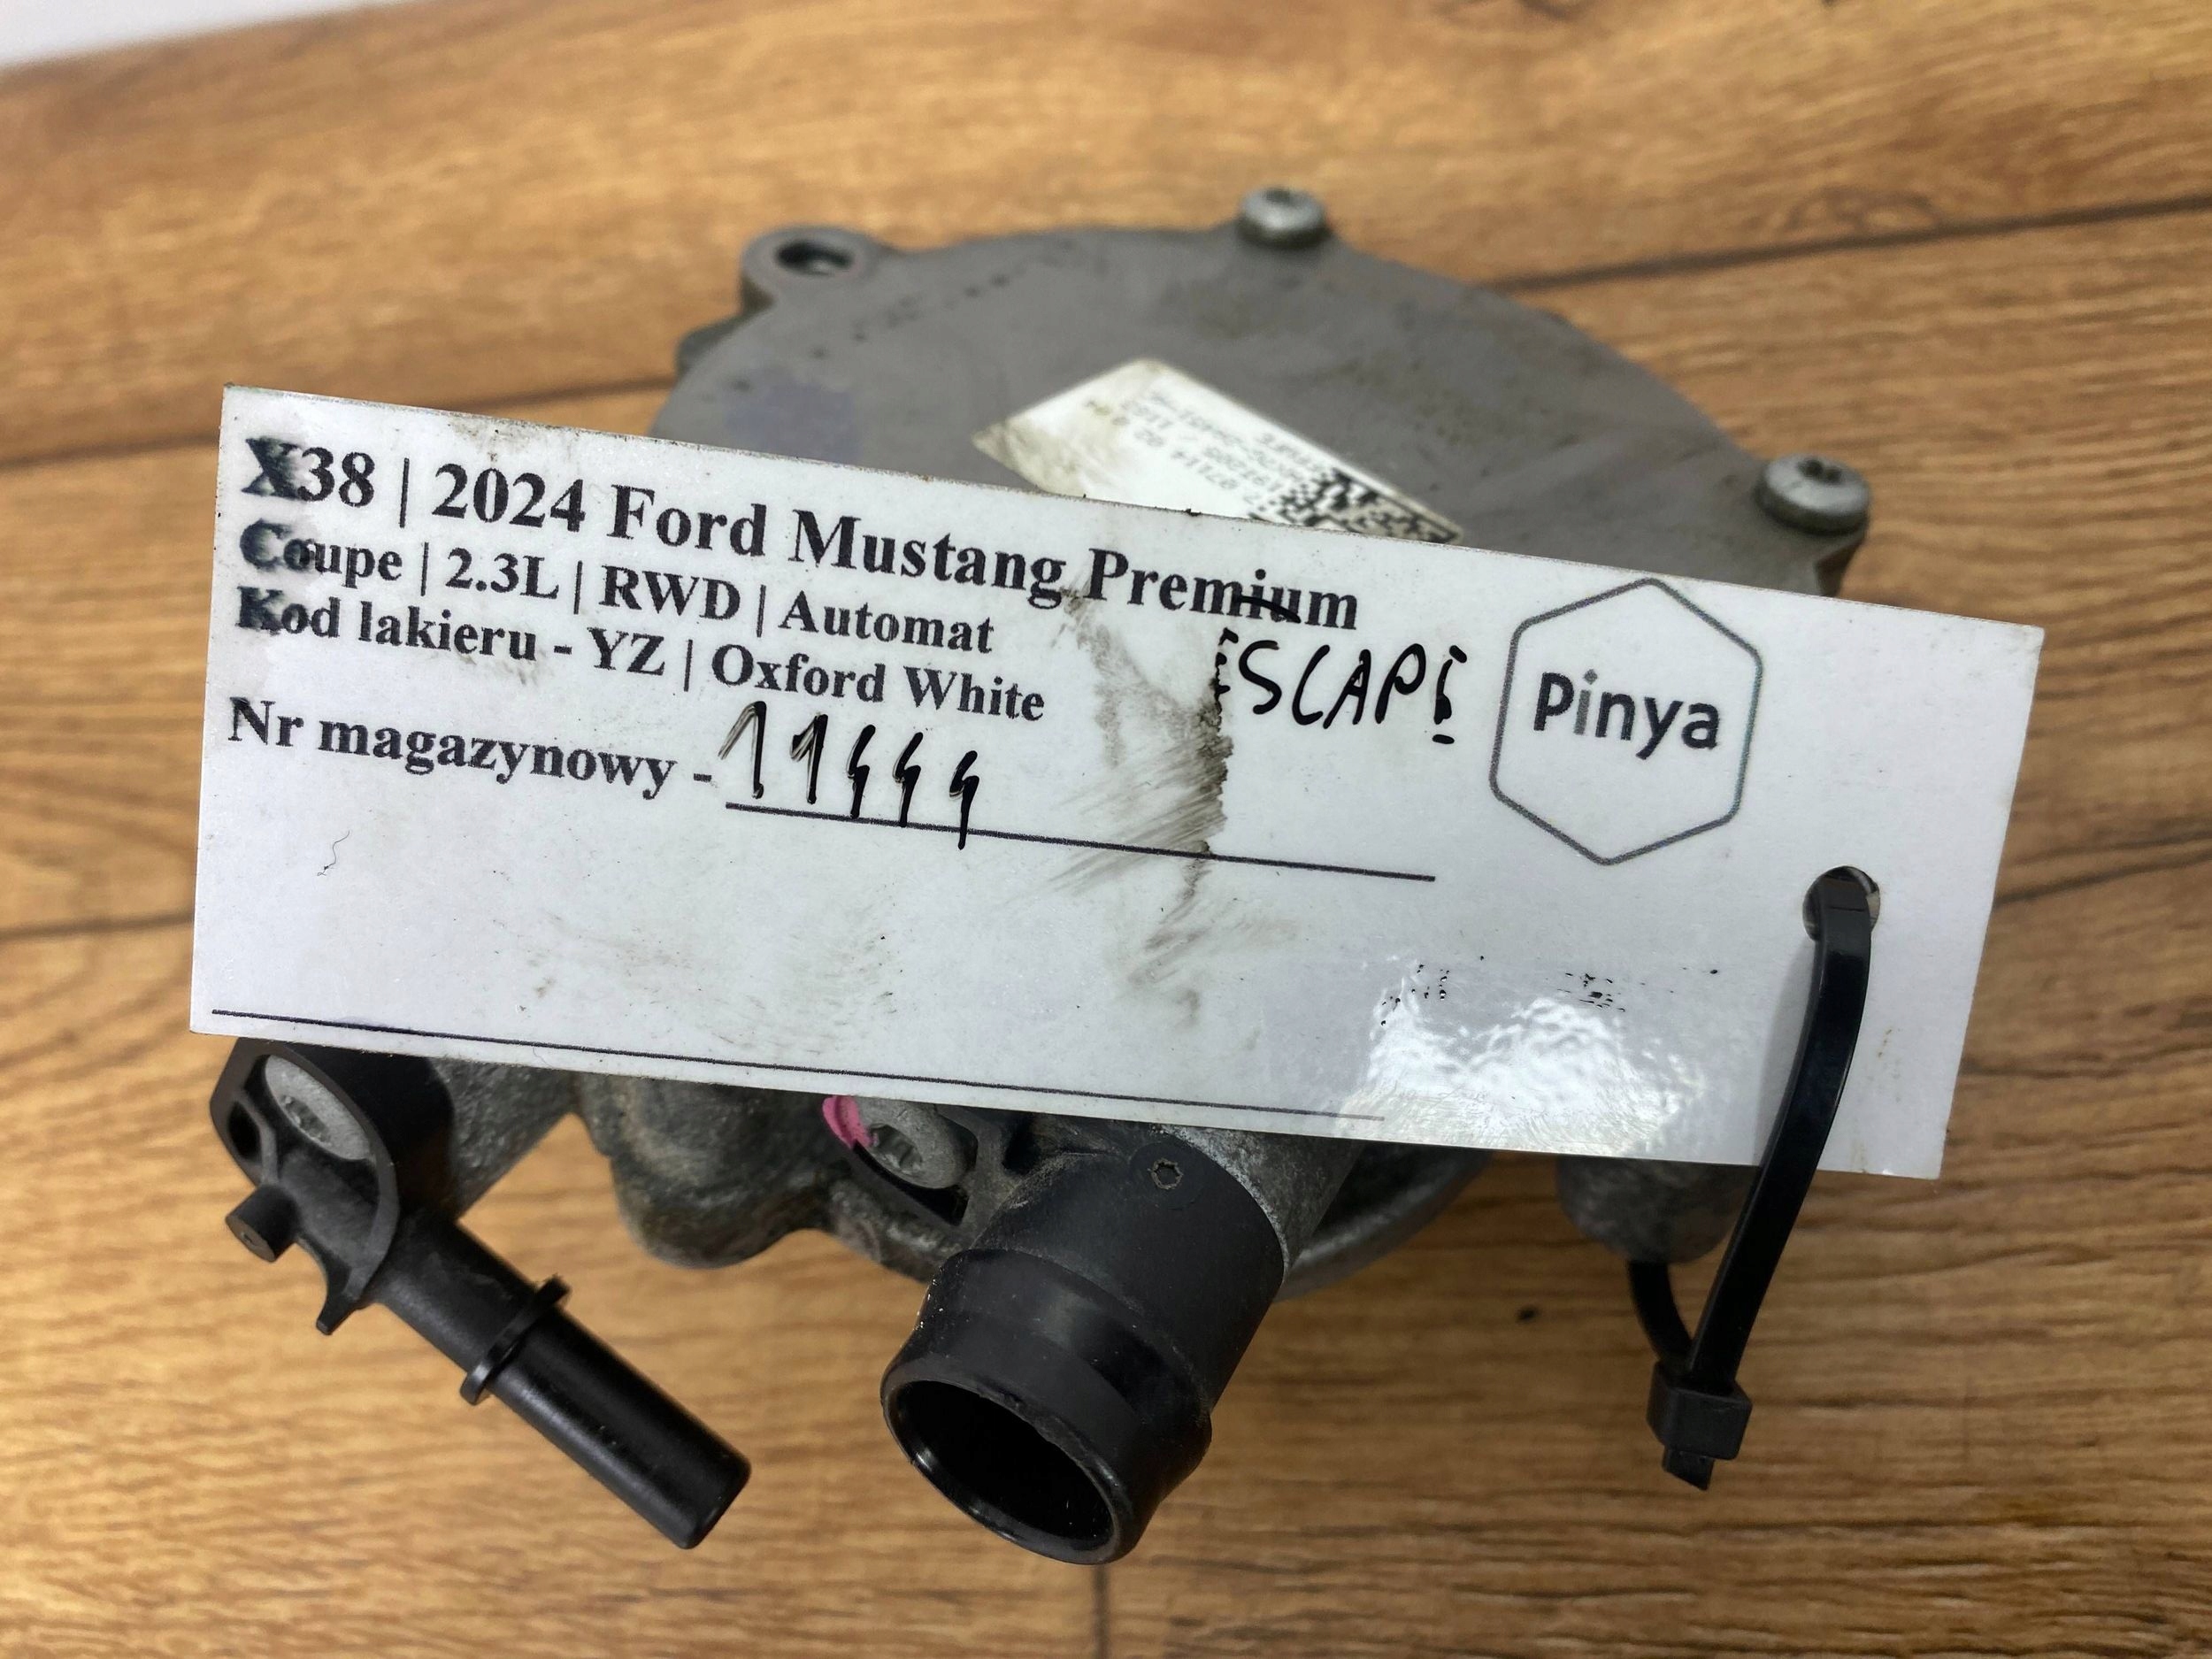 X38 | 2024 Ford Mustang Premium
Coupe | 2.3L | RWD | Automat
Kod lakieru - YZ | Oxford White
ESCAPE
Nr magazynowy - 11444
Pinya